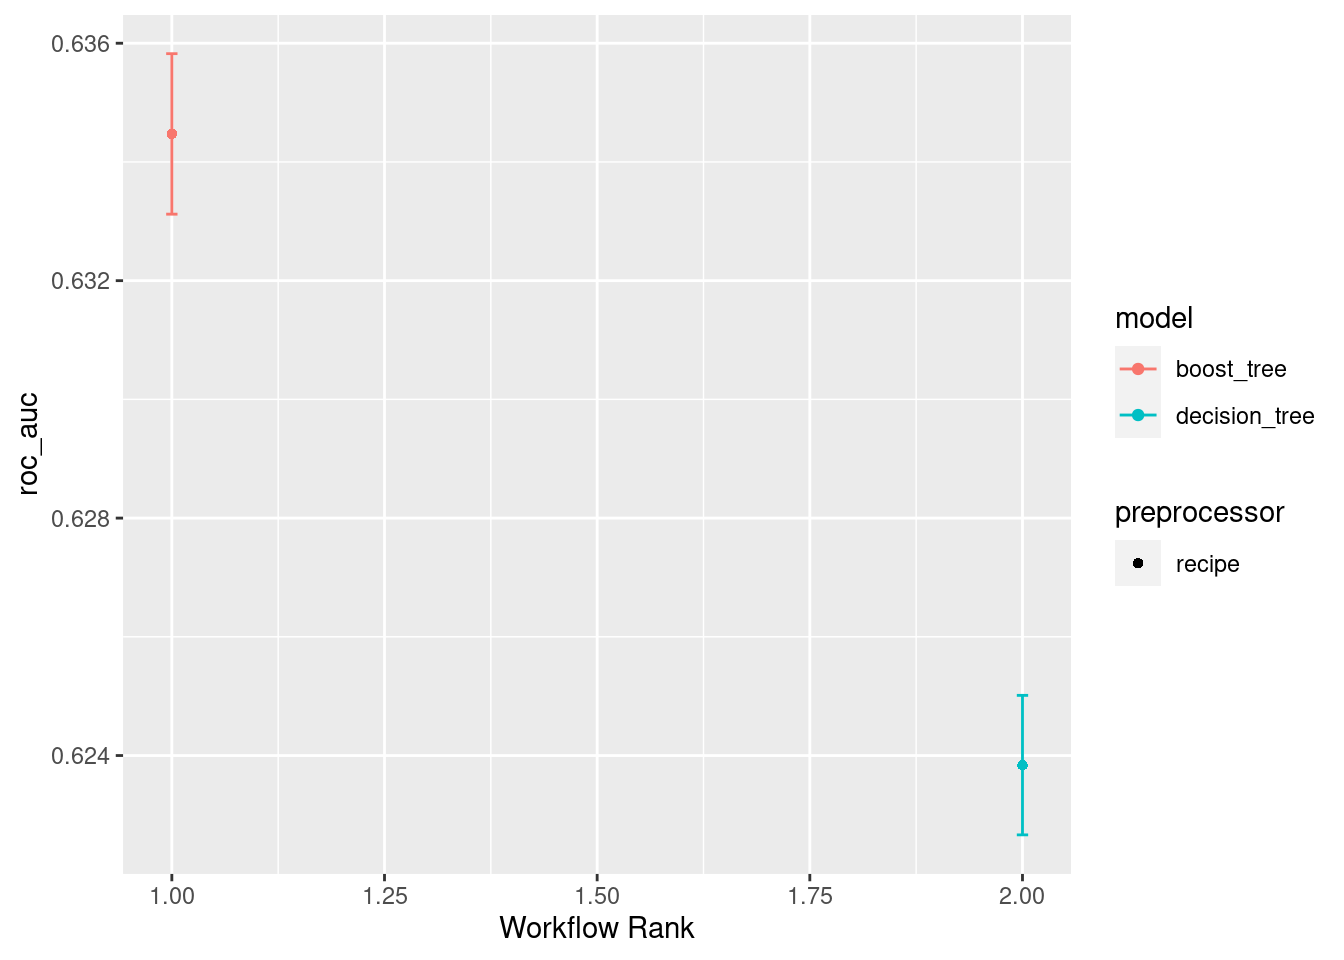 0.636
0.632
0.628
0.624
roc_auc
1.00 1.25 1.50 1.75 2.00
Workflow Rank
model
boost_tree
decision_tree
preprocessor
recipe